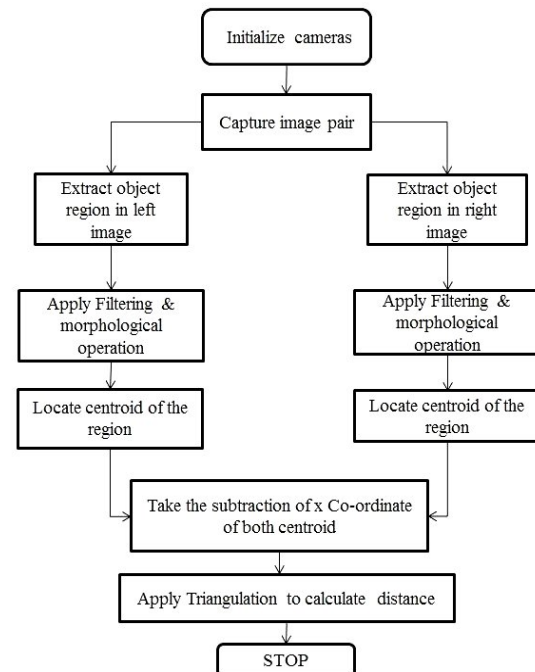 Initialize cameras
Capture image pair
Extract object
region in left
image
Extract object
region in right
image
Apply Filtering &
morphological
operation
Apply Filtering &
morphological
operation
Locate centroid of the
region
Locate centroid of the
region
Take the subtraction of x Co-ordinate
of both centroid
Apply Triangulation to calculate distance
STOP